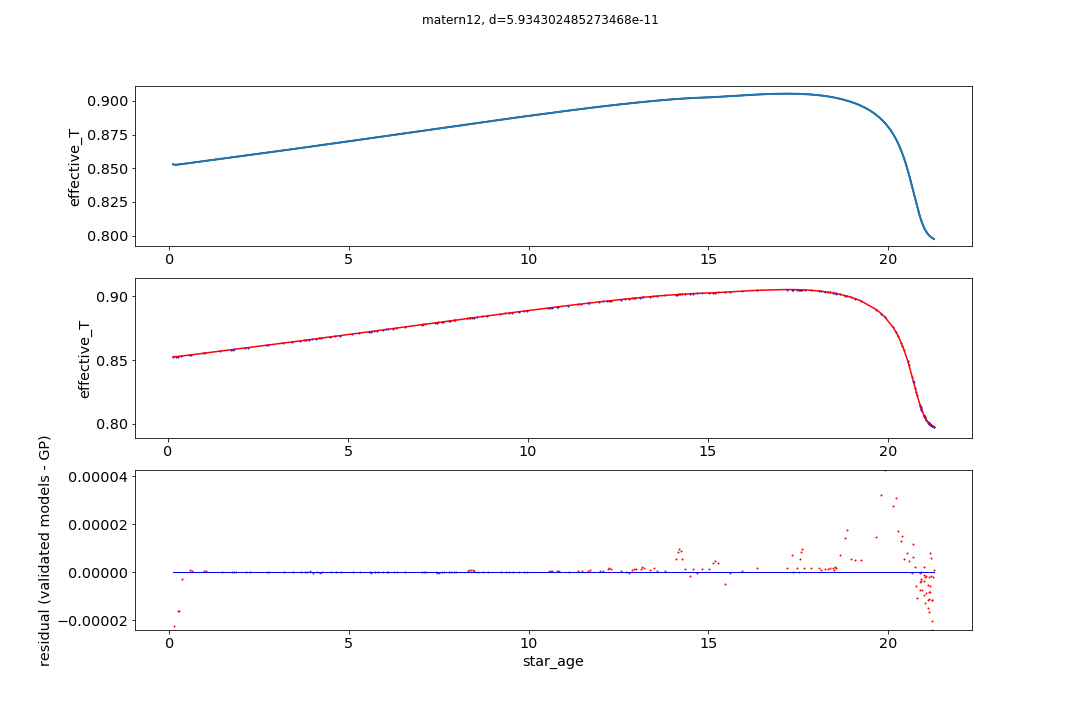 matern12, d=5.934302485273468e-11
0.900
0.875
0.850
0.825
0.800
effective_T
0 5 10 15 20
0.90
0.85
0.80
effective_T
0 5 10 15 20
0.00004
0.00002
0.00000
−0.00002
residual (validated models - GP)
0 5 10 15 20
star_age